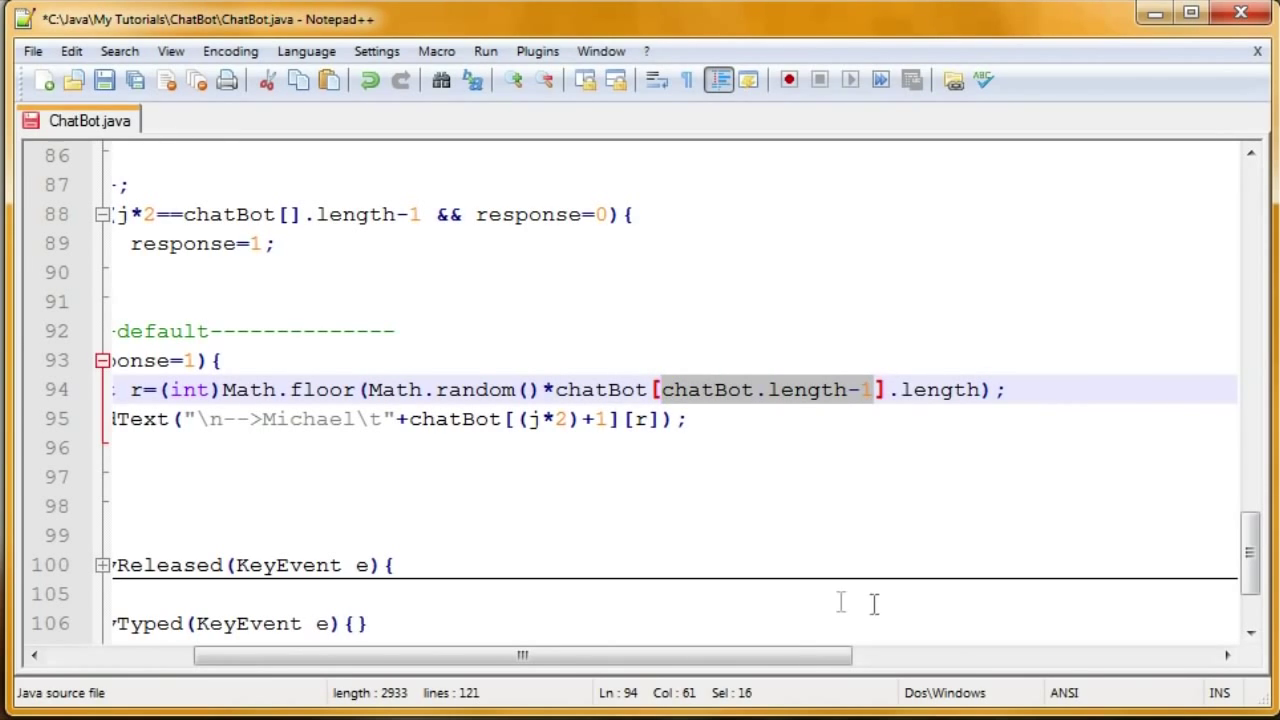 *C:\Java\My Tutorials\ChatBot\ChatBot.java - Notepad++
File Edit Search View Encoding Language Settings Macro Run Plugins Window ? X
ABC
ChatBot.java
86
87 ;
88 j*2==chatBot[].length-1 && response=0){
89 response=1;
90
91
92 -default--------------
93 ponse=1){
94 r=(int)Math.floor(Math.random()*chatBot[chatBot.length-1].length);
95 dText("\n-->Michael\t"+chatBot[(j*2)+1][r]);
96
97
98
99
100 yReleased(KeyEvent e){
105
106 yTyped(KeyEvent e){}
Java source file length : 2933 lines : 121 Ln : 94 Col : 61 Sel : 16 Dos\Windows ANSI INS